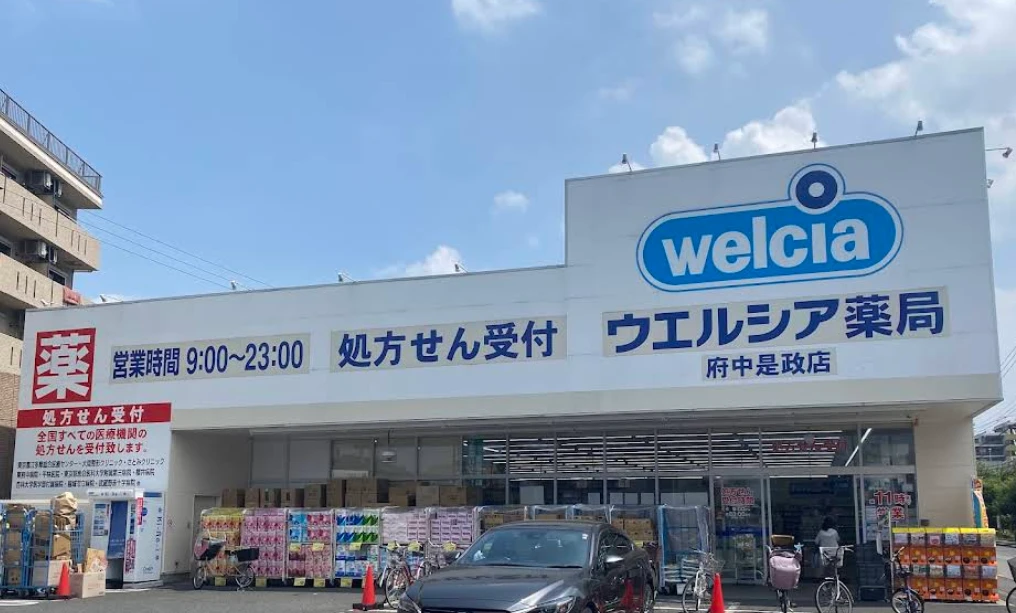 welcia
ウエルシア薬局
府中是政店
処方せん受付
営業時間 9:00〜23:00
薬
処方せん受付
全国すべての医療機関の
処方せんを受付致します。